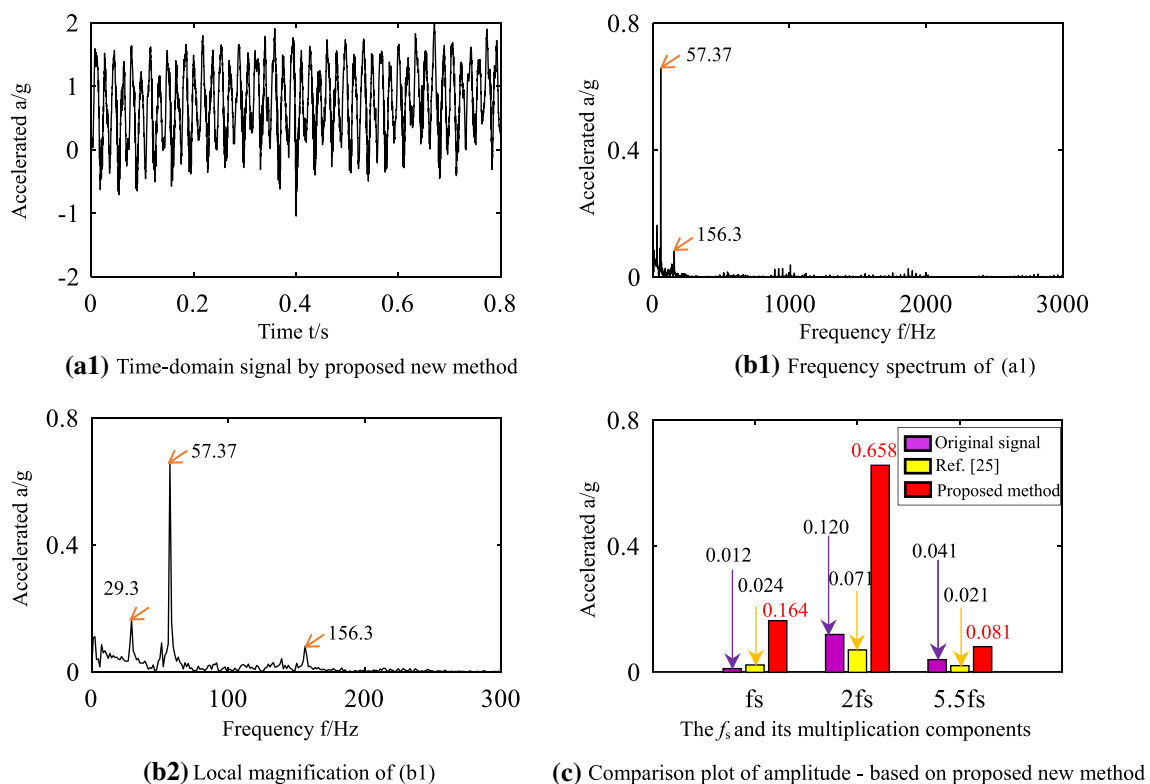 2
1
0
-1
-2
0
0.2
0.4
0.6
0.8
Accelerated a/g
Time t/s
(a1) Time-domain signal by proposed new method
0.8
0.4
0
0
1000
2000
3000
57.37
156.3
Accelerated a/g
Frequency f/Hz
(b1) Frequency spectrum of (a1)
0.8
0.4
0
0
100
200
300
57.37
29.3
156.3
Accelerated a/g
Frequency f/Hz
(b2) Local magnification of (b1)
0.8
0.4
0
Accelerated a/g
Original signal
Ref. [25]
Proposed method
0.012
0.024
0.164
0.120
0.071
0.658
0.041
0.021
0.081
fs
2fs
5.5fs
The fs and its multiplication components
(c) Comparison plot of amplitude - based on proposed new method